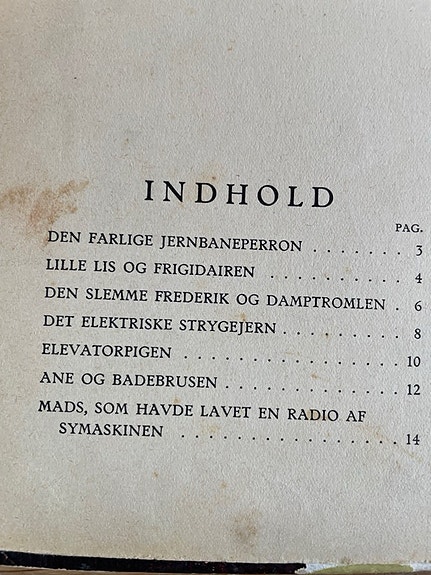 INDHOLD
PAG.
DEN FARLIGE JERNBANEPERRON . . . . . . . 3
LILLE LIS OG FRIGIDAIREN . . . . . . . . . 4
DEN SLEMME FREDERIK OG DAMPTROMLEN . 6
DET ELEKTRISKE STRYGEJERN . . . . . . . . . 8
ELEVATORPIGEN . . . . . . . . . . . . . . . . 10
ANE OG BADEBRUSEN . . . . . . . . . . . . . 12
MADS, SOM HAVDE LAVET EN RADIO AF
SYMASKINEN . . . . . . . . . . . . . . . . 14